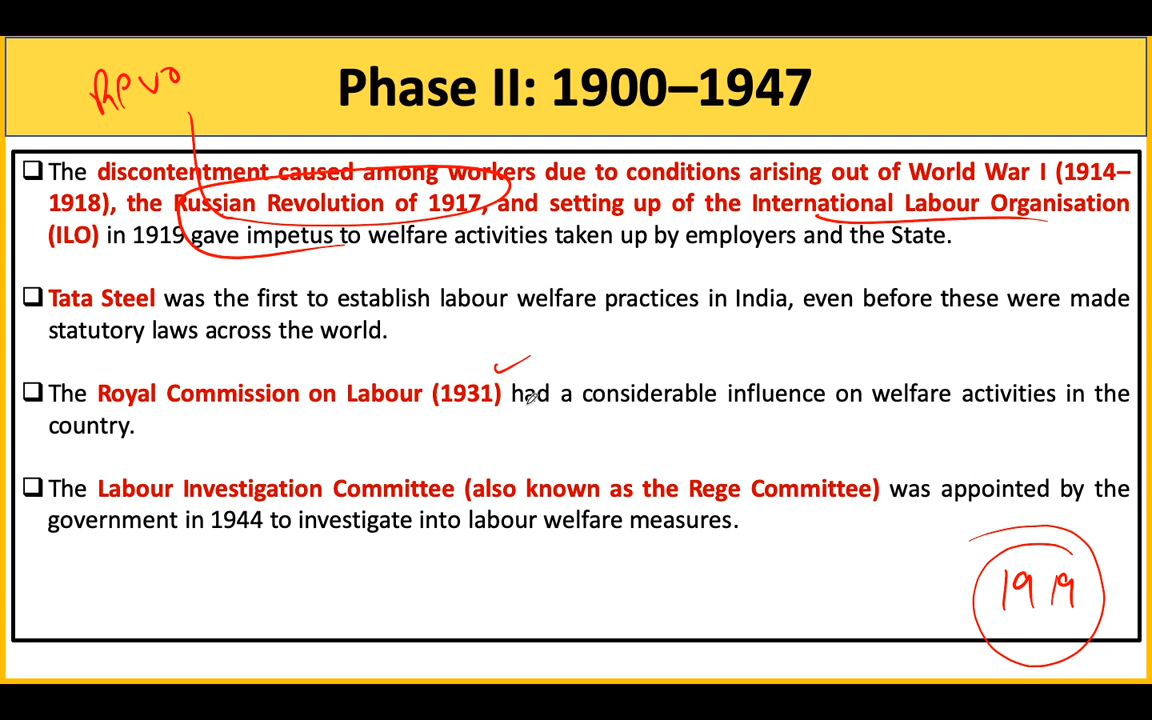 Revo
Phase II: 1900–1947
❑ The discontentment caused among workers due to conditions arising out of World War I (1914–
1918), the Russian Revolution of 1917, and setting up of the International Labour Organisation
(ILO) in 1919 gave impetus to welfare activities taken up by employers and the State.
❑ Tata Steel was the first to establish labour welfare practices in India, even before these were made
statutory laws across the world.
❑ The Royal Commission on Labour (1931) had a considerable influence on welfare activities in the
country.
❑ The Labour Investigation Committee (also known as the Rege Committee) was appointed by the
government in 1944 to investigate into labour welfare measures.
1919